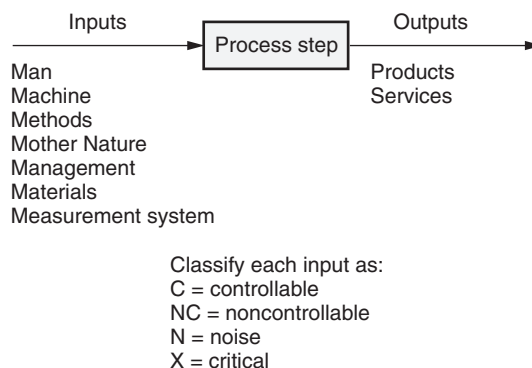 Inputs
Process step
Outputs
Man
Machine
Methods
Mother Nature
Management
Materials
Measurement system
Products
Services
Classify each input as:
C = controllable
NC = noncontrollable
N = noise
X = critical